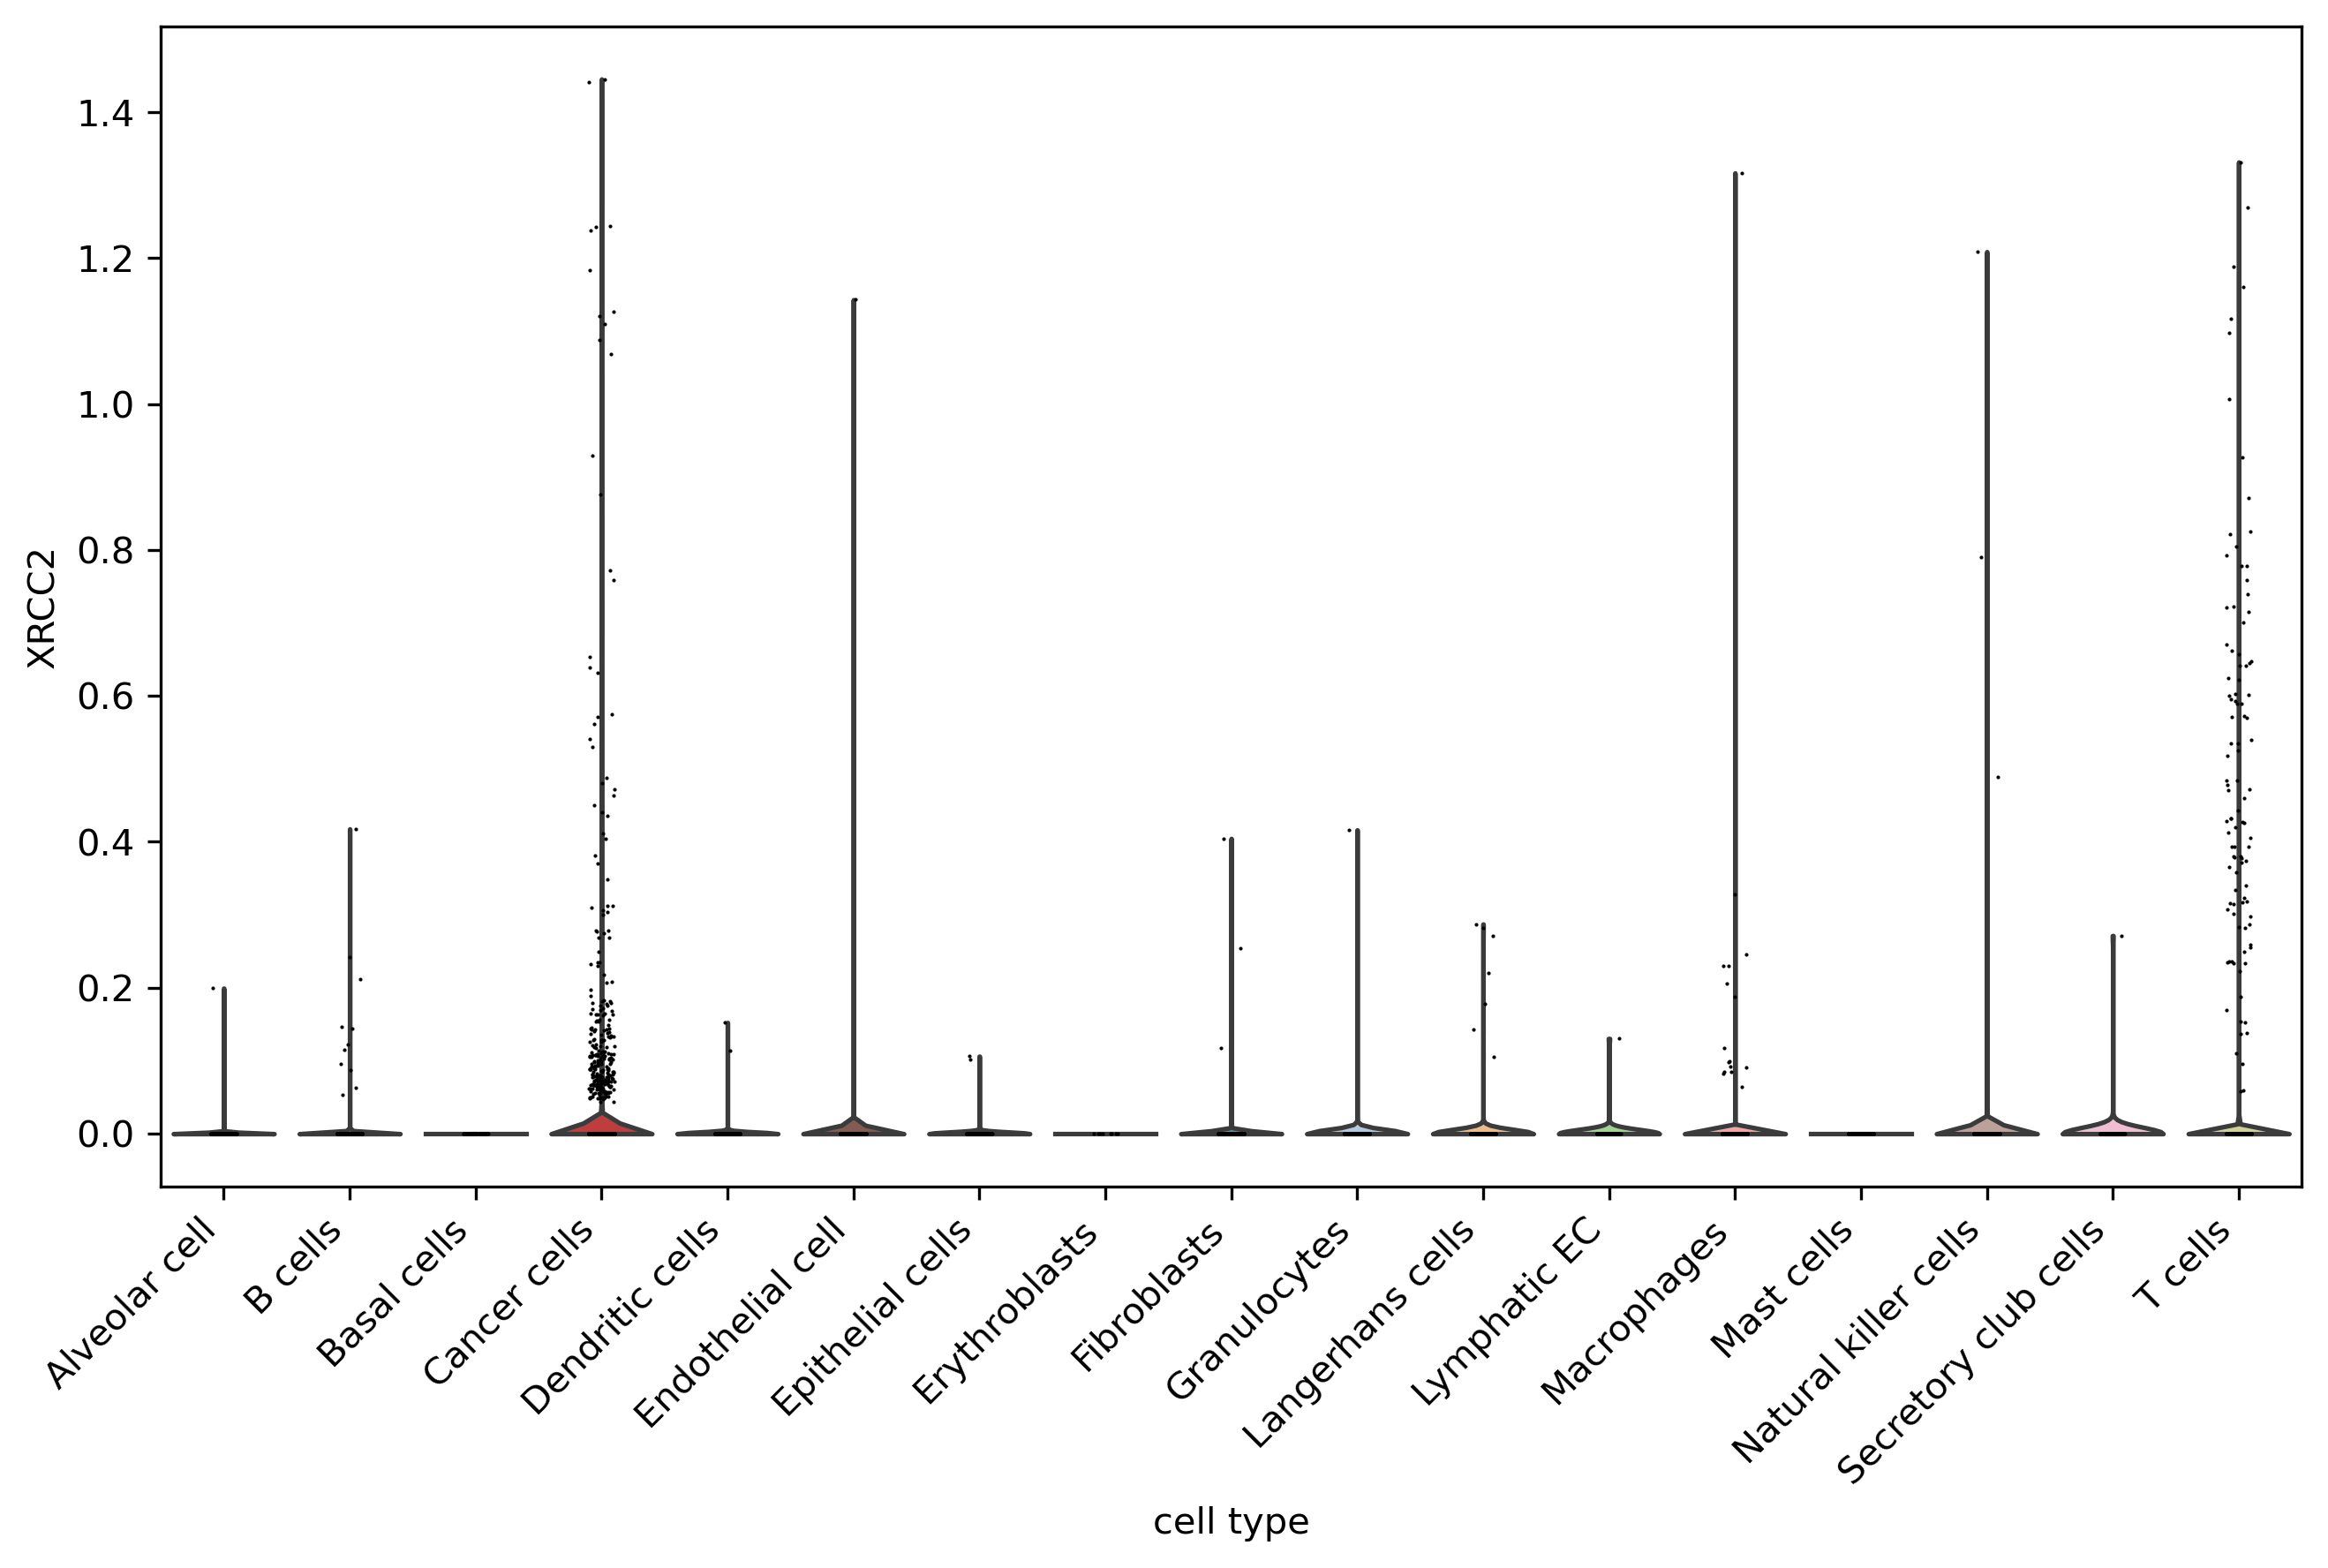 XRCC2
1.4
1.2
1.0
0.8
0.6
0.4
0.2
0.0
Alveolar cell
B cells
Basal cells
Cancer cells
Dendritic cells
Endothelial cell
Epithelial cells
Erythroblasts
Fibroblasts
Granulocytes
Langerhans cells
Lymphatic EC
Macrophages
Mast cells
Natural killer cells
Secretory club cells
T cells
cell type